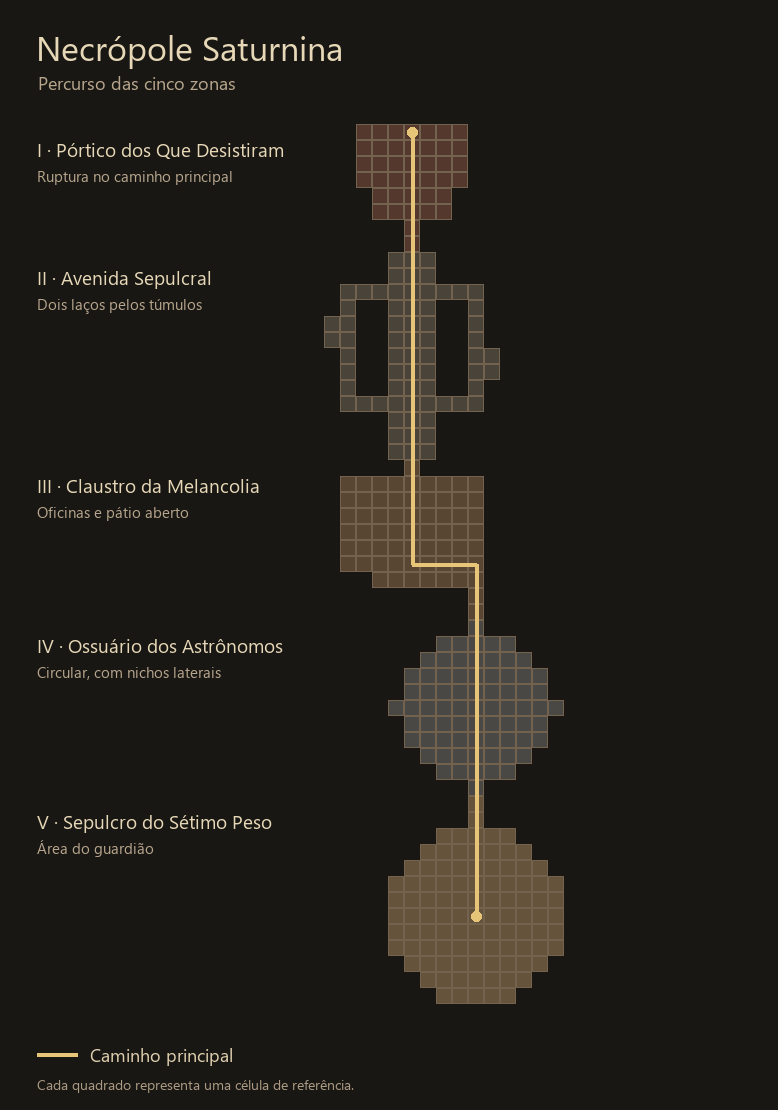 Necrópole Saturnina
Percurso das cinco zonas
I · Pórtico dos Que Desistiram
Ruptura no caminho principal
II · Avenida Sepulcral
Dois laços pelos túmulos
III · Claustro da Melancolia
Oficinas e pátio aberto
IV · Ossuário dos Astrônomos
Circular, com nichos laterais
V · Sepulcro do Sétimo Peso
Área do guardião
Caminho principal
Cada quadrado representa uma célula de referência.